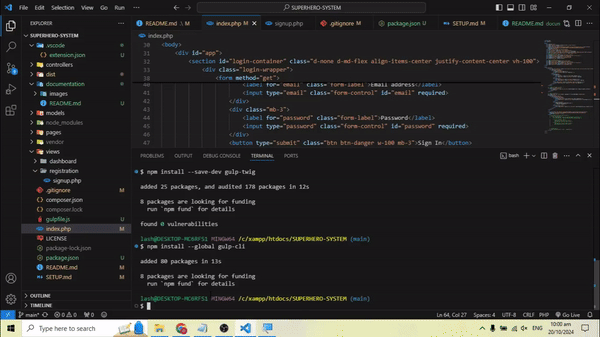 File Edit Selection View Go
SUPERHERO-SYSTEM
EXPLORER
README.md M
index.php M
signup.php
.gitignore M
package.json U
SETUP.md M
README.md
SUPERHERO-SYSTEM
.vscode
extension.json U
controllers
dist
documentation
images
README.md U
models
node_modules
pages
vendor
views
dashboard
registration
signup.php
.gitignore M
composer.json
composer.lock
gulpfile.js U
index.php M
LICENSE
package-lock.json
package.json U
README.md M
SETUP.md M
OUTLINE
TIMELINE
index.php
30 <body>
31 <div id="app">
<section id="login-container" class="d-none d-md-flex align-items-center justify-content-center vh-100">
<div class="login-wrapper">
38 <form method="get">
<label for="email" class="form-label">Email address</label>
<input type="email" class="form-control" id="email" required>
</div>
<div class="mb-3">
<label for="password" class="form-label">Password</label>
45 <input type="password" class="form-control" id="password" required>
46 </div>
47 <button type="submit" class="btn btn-danger w-100 mb-3">Sign In</button>
PROBLEMS OUTPUT DEBUG CONSOLE TERMINAL PORTS
bash
$ npm install --save-dev gulp-twig
added 25 packages, and audited 178 packages in 12s
8 packages are looking for funding
run `npm fund` for details
found 0 vulnerabilities
lash@DESKTOP-MC6RFS1 MINGW64 /c/xampp/htdocs/SUPERHERO-SYSTEM (main)
$ npm install --global gulp-cli
added 80 packages in 13s
8 packages are looking for funding
run `npm fund` for details
lash@DESKTOP-MC6RFS1 MINGW64 /c/xampp/htdocs/SUPERHERO-SYSTEM (main)
$
main* 0 0 0 Ln 64, Col 27 Spaces: 4 UTF-8 CRLF PHP Go Live
Type here to search
ENG
10:00 am
20/10/2024